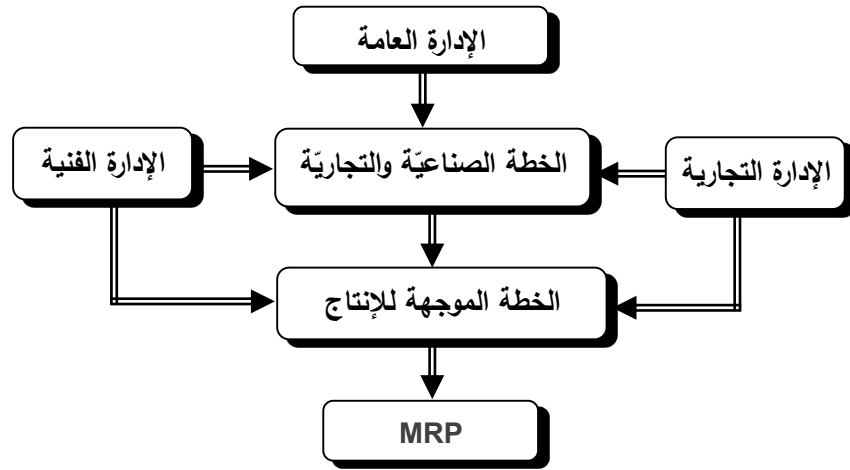 الإدارة العامة
الإدارة التجارية
الخطة الصناعيّة والتجاريّة
الإدارة الفنية
الخطة الموجهة للإنتاج
MRP